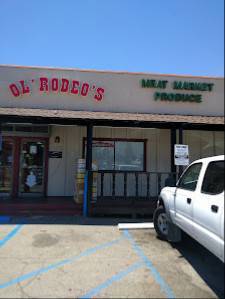 OL' RODEO'S
MEAT MARKET
PRODUCE